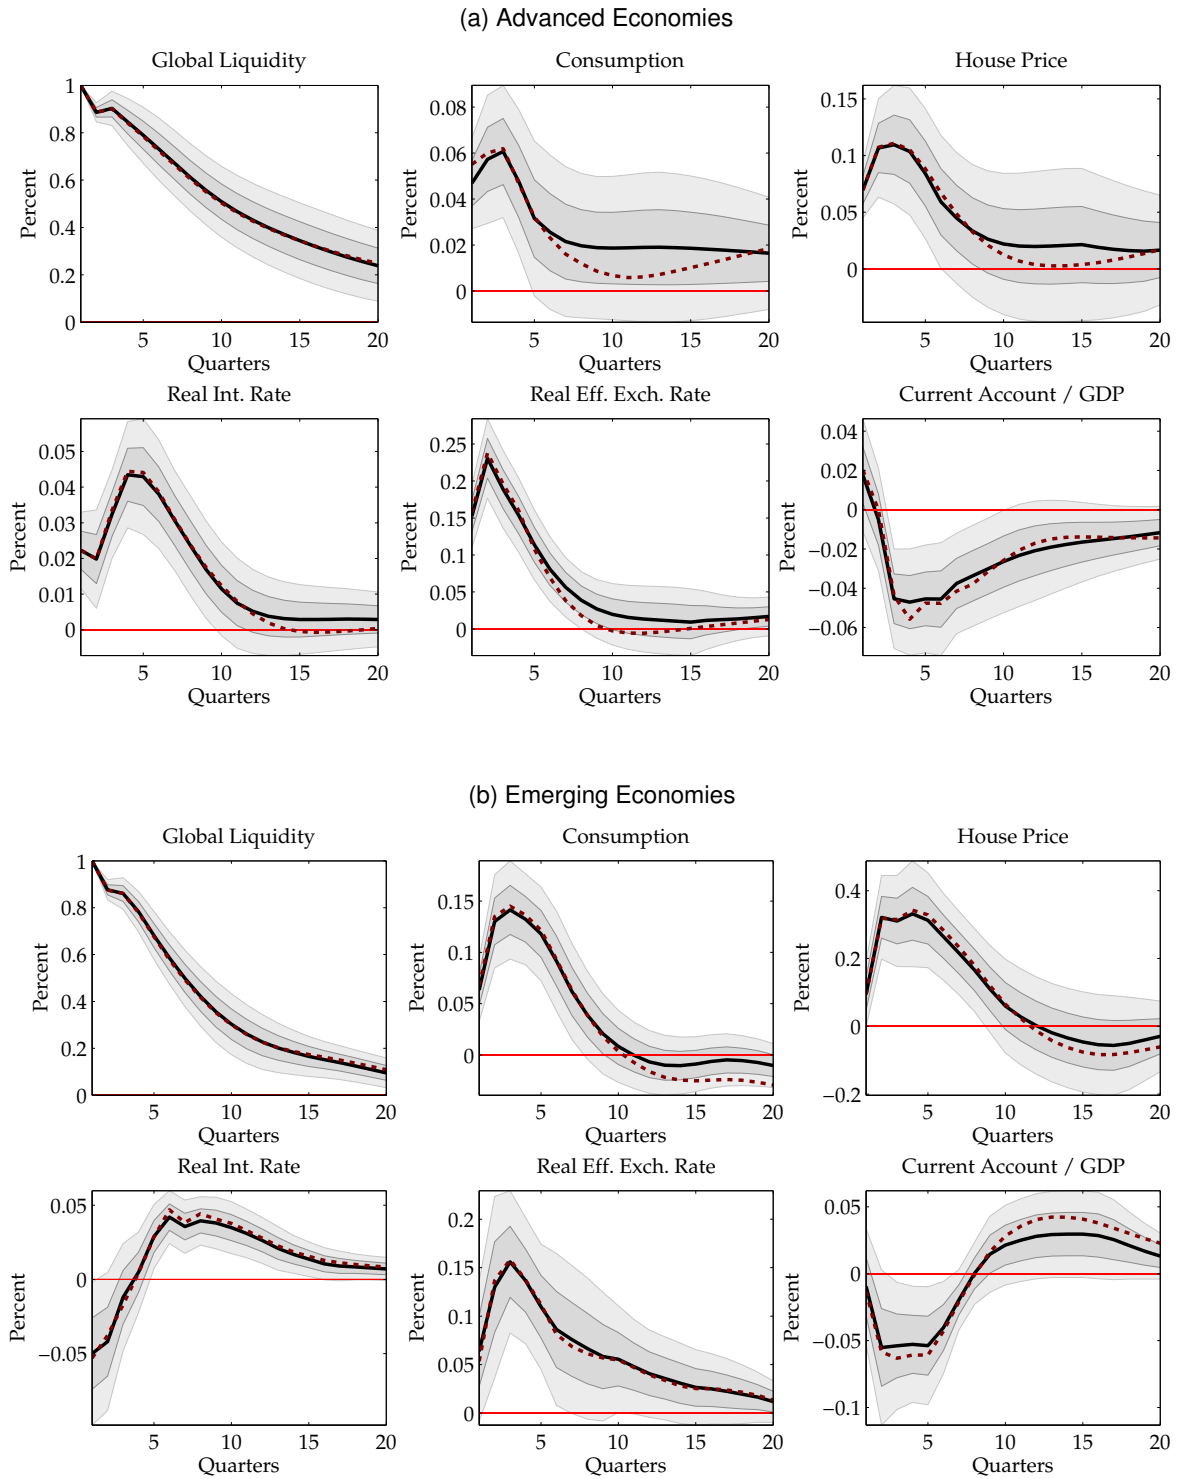 (a) Advanced Economies
Global Liquidity
Consumption
House Price
Percent
1
0.8
0.6
0.4
0.2
0
5
10
15
20
Quarters
Percent
0.08
0.06
0.04
0.02
0
5
10
15
20
Quarters
Percent
0.15
0.1
0.05
0
5
10
15
20
Quarters
Real Int. Rate
Real Eff. Exch. Rate
Current Account / GDP
Percent
0.05
0.04
0.03
0.02
0.01
0
5
10
15
20
Quarters
Percent
0.25
0.2
0.15
0.1
0.05
0
5
10
15
20
Quarters
Percent
0.04
0.02
0
−0.02
−0.04
−0.06
5
10
15
20
Quarters
(b) Emerging Economies
Global Liquidity
Consumption
House Price
Percent
1
0.8
0.6
0.4
0.2
0
5
10
15
20
Quarters
Percent
0.15
0.1
0.05
0
5
10
15
20
Quarters
Percent
0.4
0.2
0
−0.2
5
10
15
20
Quarters
Real Int. Rate
Real Eff. Exch. Rate
Current Account / GDP
Percent
0.05
0
−0.05
5
10
15
20
Quarters
Percent
0.2
0.15
0.1
0.05
0
5
10
15
20
Quarters
Percent
0.05
0
−0.05
−0.1
5
10
15
20
Quarters